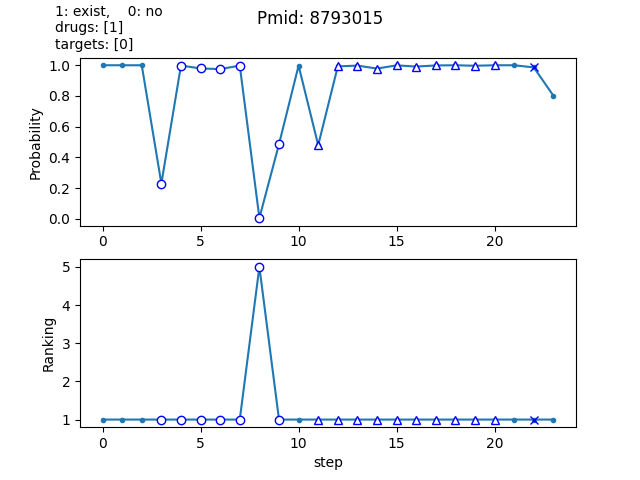 1: exist,    0: no
drugs: [1]
targets: [0]
Pmid: 8793015
Probability
1.0
0.8
0.6
0.4
0.2
0.0
0 5 10 15 20
Ranking
5
4
3
2
1
0 5 10 15 20
step